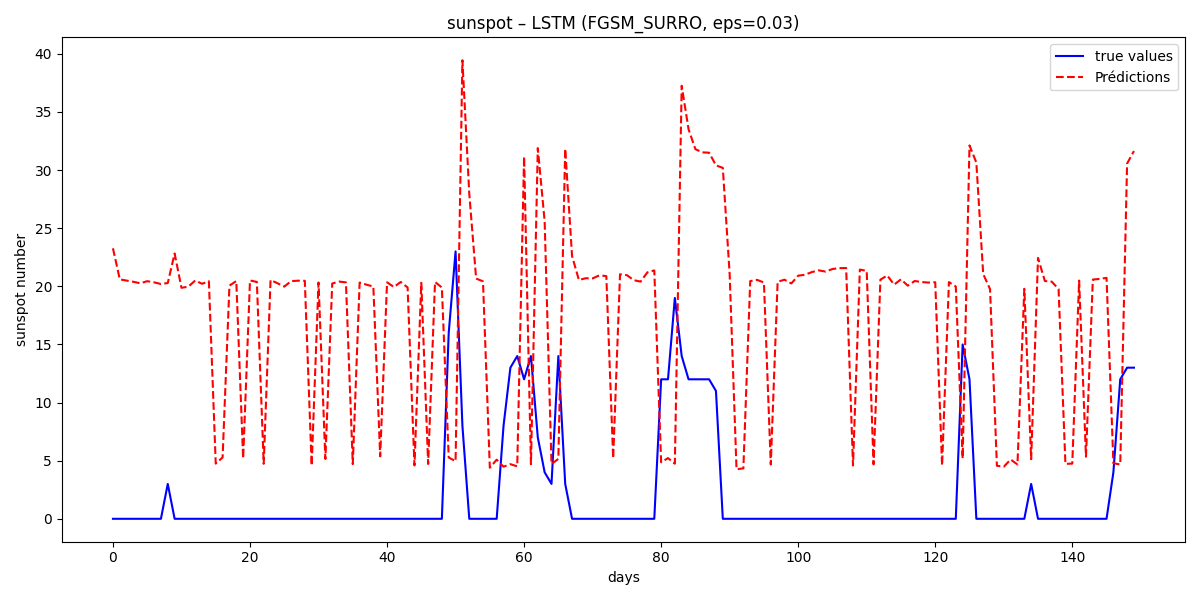 sunspot – LSTM (FGSM_SURRO, eps=0.03)
true values
Prédictions
sunspot number
40
35
30
25
20
15
10
5
0
0 20 40 60 80 100 120 140
days